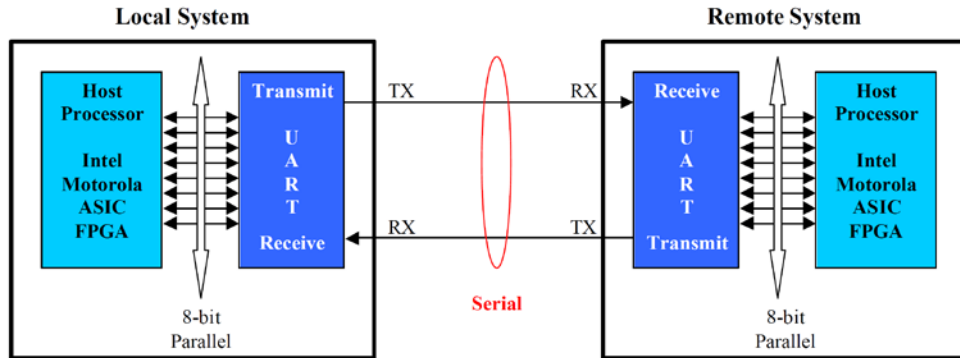 Local System
Remote System
Host
Processor
Intel
Motorola
ASIC
FPGA
8-bit
Parallel
Transmit
U
A
R
T
Receive
TX
RX
RX
TX
Serial
Receive
U
A
R
T
Transmit
8-bit
Parallel
Host
Processor
Intel
Motorola
ASIC
FPGA